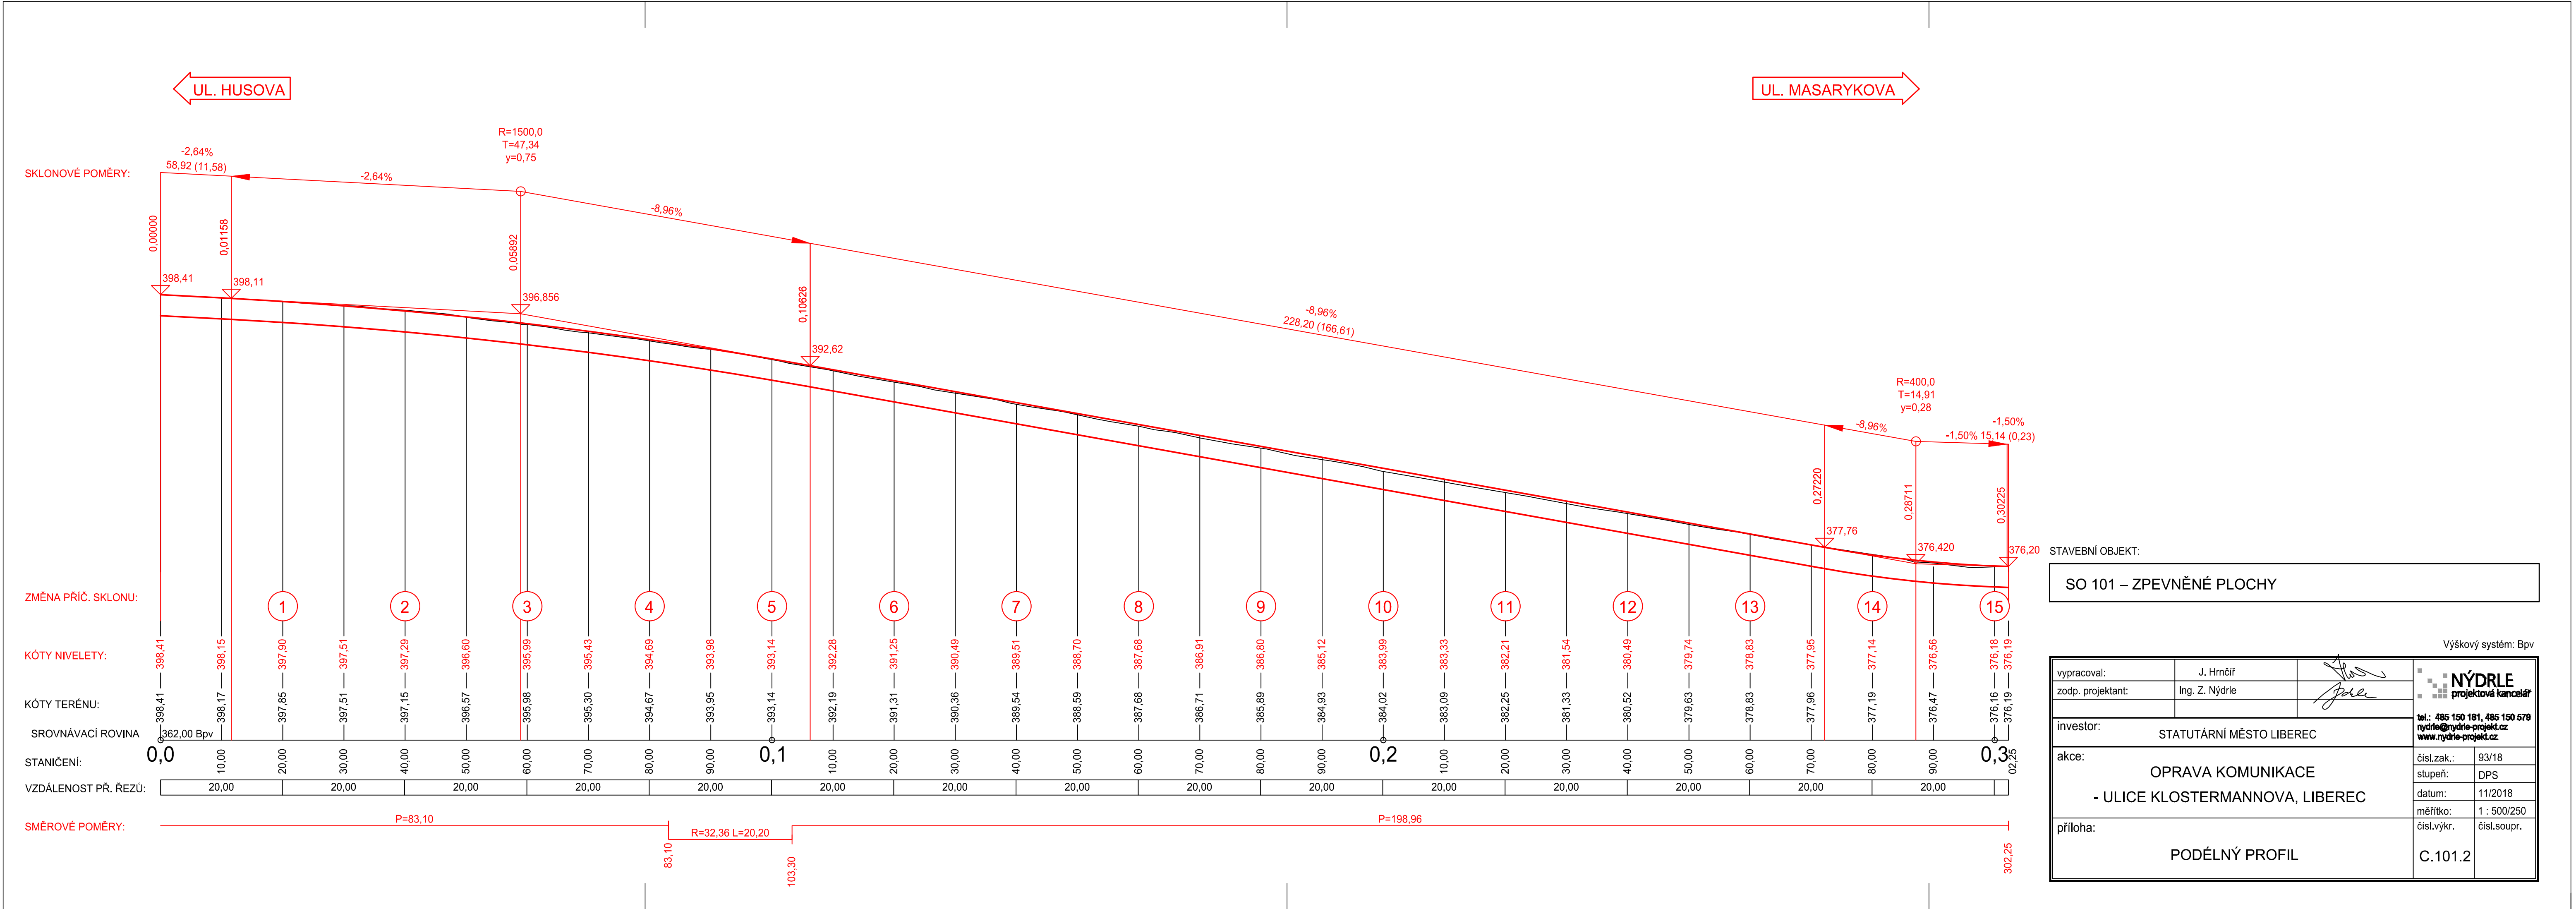 UL. HUSOVA
UL. MASARYKOVA
SKLONOVÉ POMĚRY:
-2,64%
58,92 (11,58)
-2,64%
R=1500,0
T=47,34
y=0,75
-8,96%
-8,96%
228,20 (166,61)
R=400,0
T=14,91
y=0,28
-8,96%
-1,50%
-1,50% 15,14 (0,23)
0,00000
0,01158
0,05892
0,10626
0,27220
0,28711
0,30225
398,41
398,11
396,856
392,62
377,76
376,420
376,20
ZMĚNA PŘÍČ. SKLONU:
1 2 3 4 5 6 7 8 9 10 11 12 13 14 15
KÓTY NIVELETY:
398,41 398,15 397,90 397,51 397,29 396,60 395,99 395,43 394,69 393,98 393,14 392,28 391,25 390,49 389,51 388,70 387,68 386,91 386,80 385,12 383,99 383,33 382,21 381,54 380,49 379,74 378,83 377,95 377,14 376,56 376,18 376,19
KÓTY TERÉNU:
398,41 398,17 397,85 397,51 397,15 396,57 395,98 395,30 394,67 393,95 393,14 392,19 391,31 390,36 389,54 388,59 387,68 386,71 385,89 384,93 384,02 383,09 382,25 381,33 380,52 379,63 378,83 377,96 377,19 376,47 376,16 376,19
SROVNÁVACÍ ROVINA 362,00 Bpv
STANIČENÍ:
0,0 10,00 20,00 30,00 40,00 50,00 60,00 70,00 80,00 90,00 0,1 10,00 20,00 30,00 40,00 50,00 60,00 70,00 80,00 90,00 0,2 10,00 20,00 30,00 40,00 50,00 60,00 70,00 80,00 90,00 0,3 02,25
VZDÁLENOST PŘ. ŘEZŮ:
20,00 20,00 20,00 20,00 20,00 20,00 20,00 20,00 20,00 20,00 20,00 20,00 20,00 20,00 20,00
SMĚROVÉ POMĚRY:
P=83,10
83,10
R=32,36 L=20,20
103,30
P=198,96
302,25
STAVEBNÍ OBJEKT:
SO 101 – ZPEVNĚNÉ PLOCHY
Výškový systém: Bpv
vypracoval: J. Hrnčíř
zodp. projektant: Ing. Z. Nýdrle
NÝDRLE
projektová kancelář
tel.: 485 150 181, 485 150 579
nydrle@nydrle-projekt.cz
www.nydrle-projekt.cz
investor:
STATUTÁRNÍ MĚSTO LIBEREC
akce:
OPRAVA KOMUNIKACE
- ULICE KLOSTERMANNOVA, LIBEREC
čísl.zak.: 93/18
stupeň: DPS
datum: 11/2018
měřítko: 1 : 500/250
příloha:
PODÉLNÝ PROFIL
čísl.výkr. čísl.soupr.
C.101.2